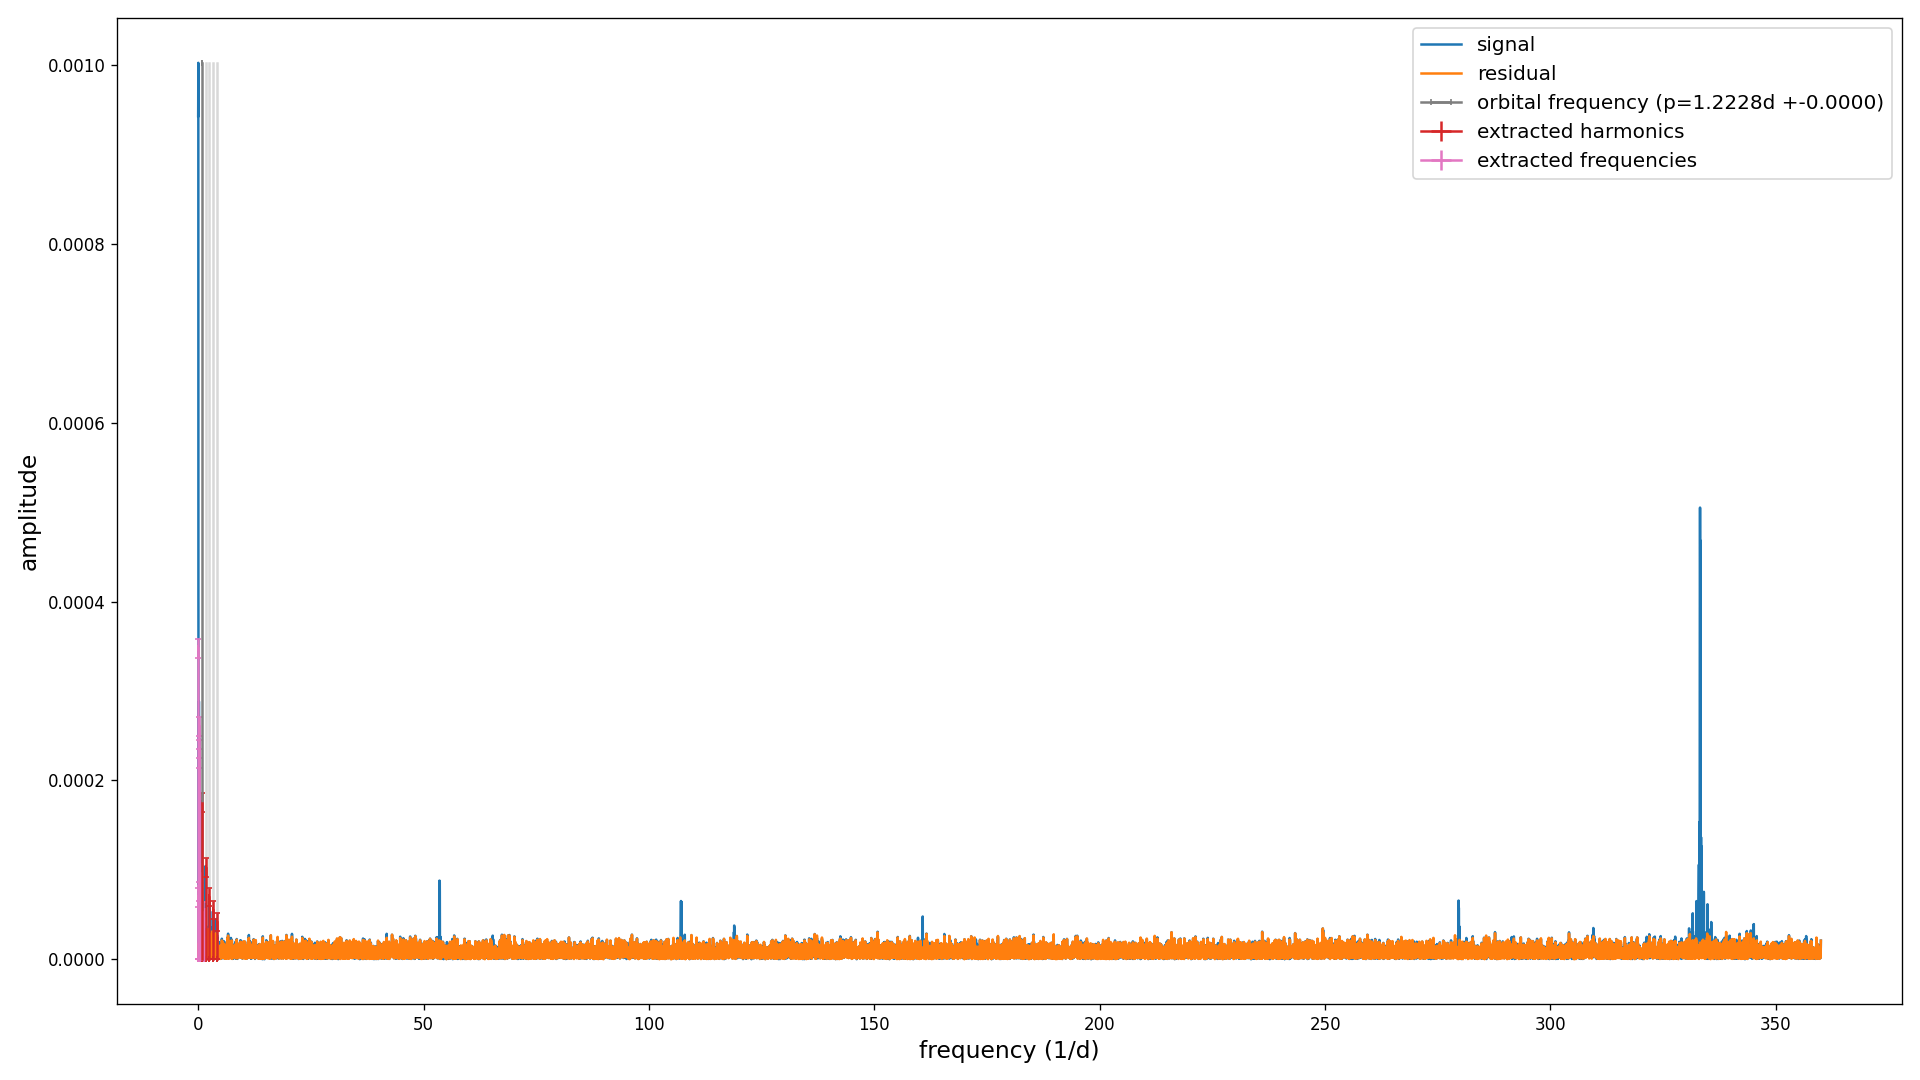 signal
residual
orbital frequency (p=1.2228d +-0.0000)
extracted harmonics
extracted frequencies
amplitude
0.0010
0.0008
0.0006
0.0004
0.0002
0.0000
0 50 100 150 200 250 300 350
frequency (1/d)